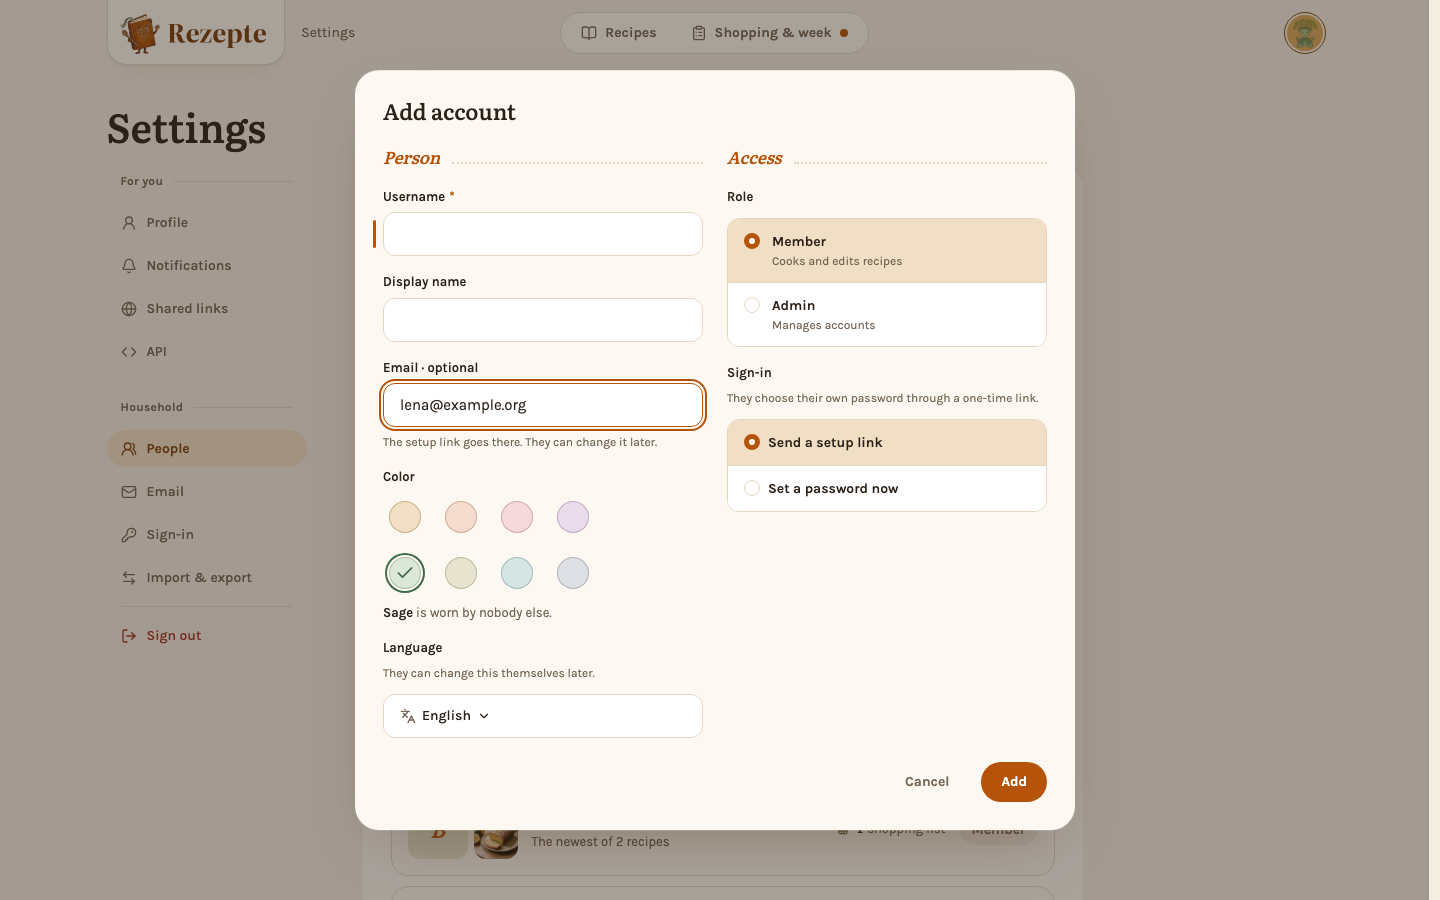 Rezepte
Settings
Recipes
Shopping & week
Settings
For you
Profile
Notifications
Shared links
API
Household
People
Email
Sign-in
Import & export
Sign out
Add account
Person
Username *
Display name
Email · optional
lena@example.org
The setup link goes there. They can change it later.
Color
Sage is worn by nobody else.
Language
They can change this themselves later.
English
Access
Role
Member
Cooks and edits recipes
Admin
Manages accounts
Sign-in
They choose their own password through a one-time link.
Send a setup link
Set a password now
Cancel
Add
B
The newest of 2 recipes
1 shopping list
Member